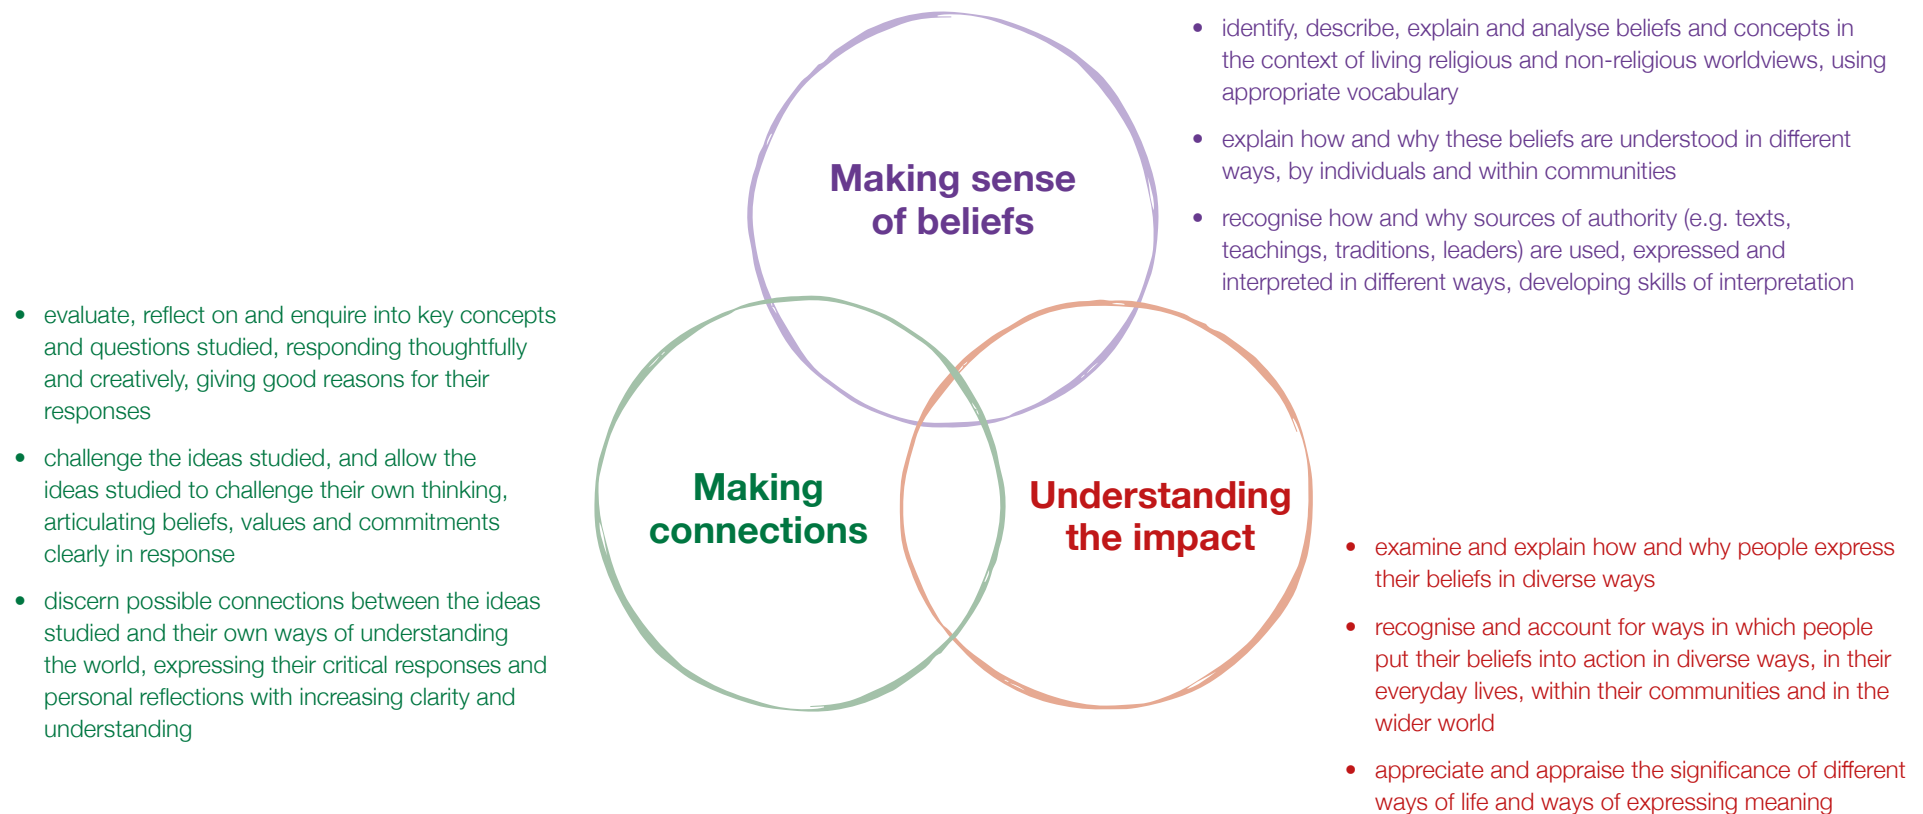 Making sense
of beliefs
• identify, describe, explain and analyse beliefs and concepts in
the context of living religious and non-religious worldviews, using
appropriate vocabulary
• explain how and why these beliefs are understood in different
ways, by individuals and within communities
• recognise how and why sources of authority (e.g. texts,
teachings, traditions, leaders) are used, expressed and
interpreted in different ways, developing skills of interpretation
• evaluate, reflect on and enquire into key concepts
and questions studied, responding thoughtfully
and creatively, giving good reasons for their
responses
• challenge the ideas studied, and allow the
ideas studied to challenge their own thinking,
articulating beliefs, values and commitments
clearly in response
• discern possible connections between the ideas
studied and their own ways of understanding
the world, expressing their critical responses and
personal reflections with increasing clarity and
understanding
Making
connections
Understanding
the impact
• examine and explain how and why people express
their beliefs in diverse ways
• recognise and account for ways in which people
put their beliefs into action in diverse ways, in their
everyday lives, within their communities and in the
wider world
• appreciate and appraise the significance of different
ways of life and ways of expressing meaning